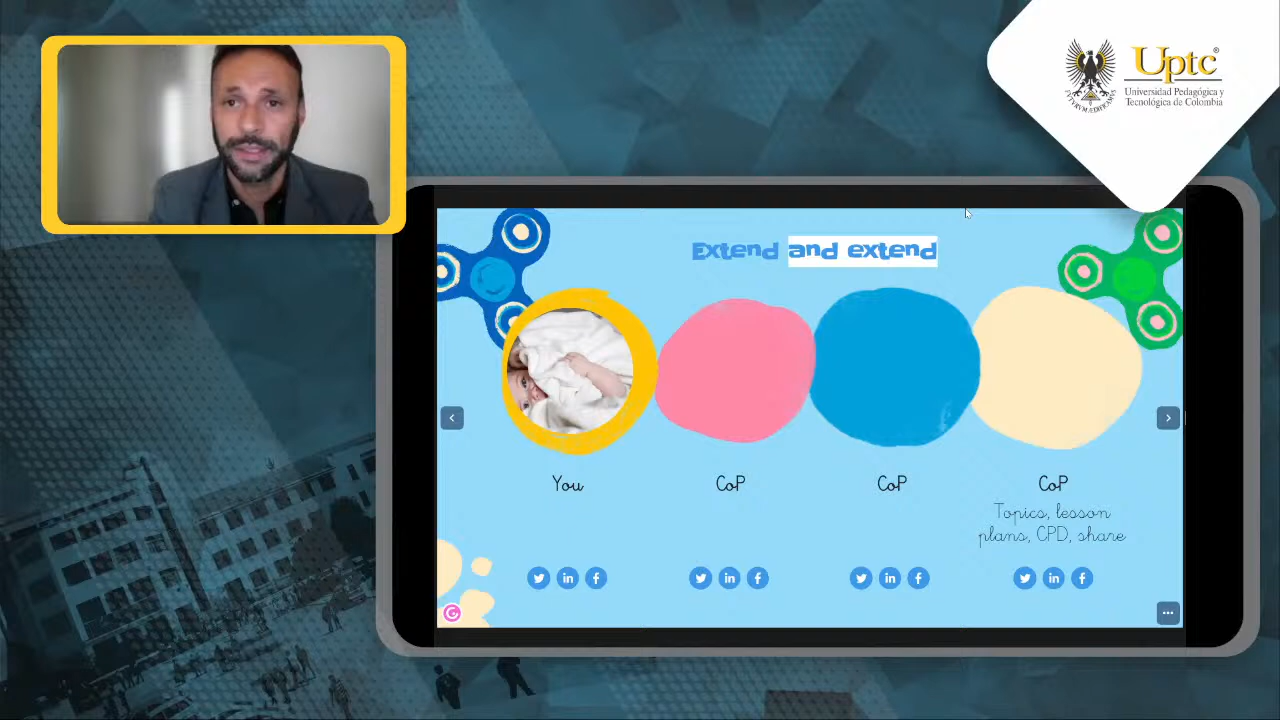 Uptc®
Universidad Pedagógica y
Tecnológica de Colombia
Extend and extend
You
CoP
CoP
CoP
Topics, lesson
plans, CPD, share